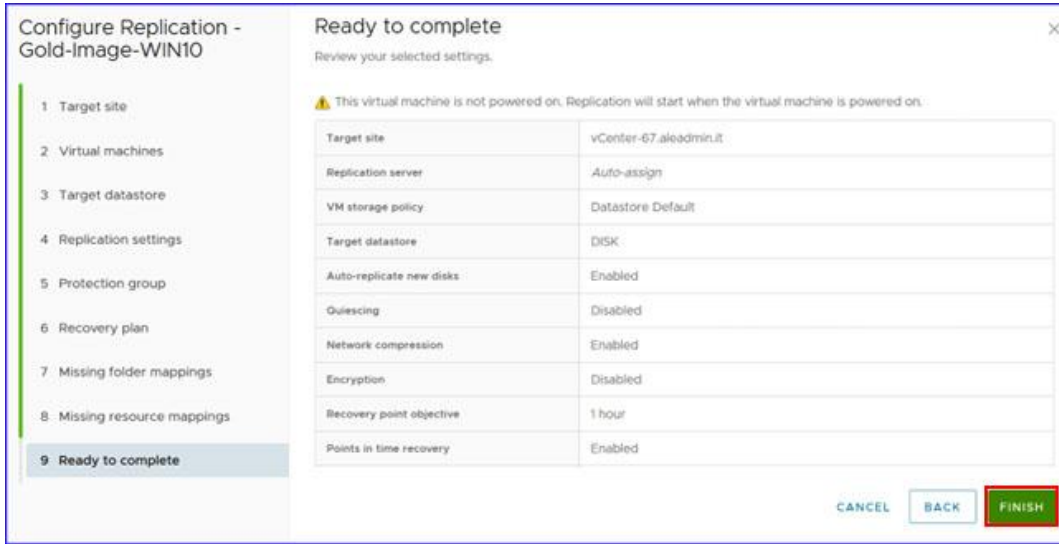 Configure Replication -
Gold-Image-WIN10
1 Target site
2 Virtual machines
3 Target datastore
4 Replication settings
5 Protection group
6 Recovery plan
7 Missing folder mappings
8 Missing resource mappings
9 Ready to complete
Ready to complete
Review your selected settings.
This virtual machine is not powered on. Replication will start when the virtual machine is powered on.
Target site vCenter-67.aleadmin.it
Replication server Auto-assign
VM storage policy Datastore Default
Target datastore DISK
Auto-replicate new disks Enabled
Quiescing Disabled
Network compression Enabled
Encryption Disabled
Recovery point objective 1 hour
Points in time recovery Enabled
CANCEL BACK FINISH